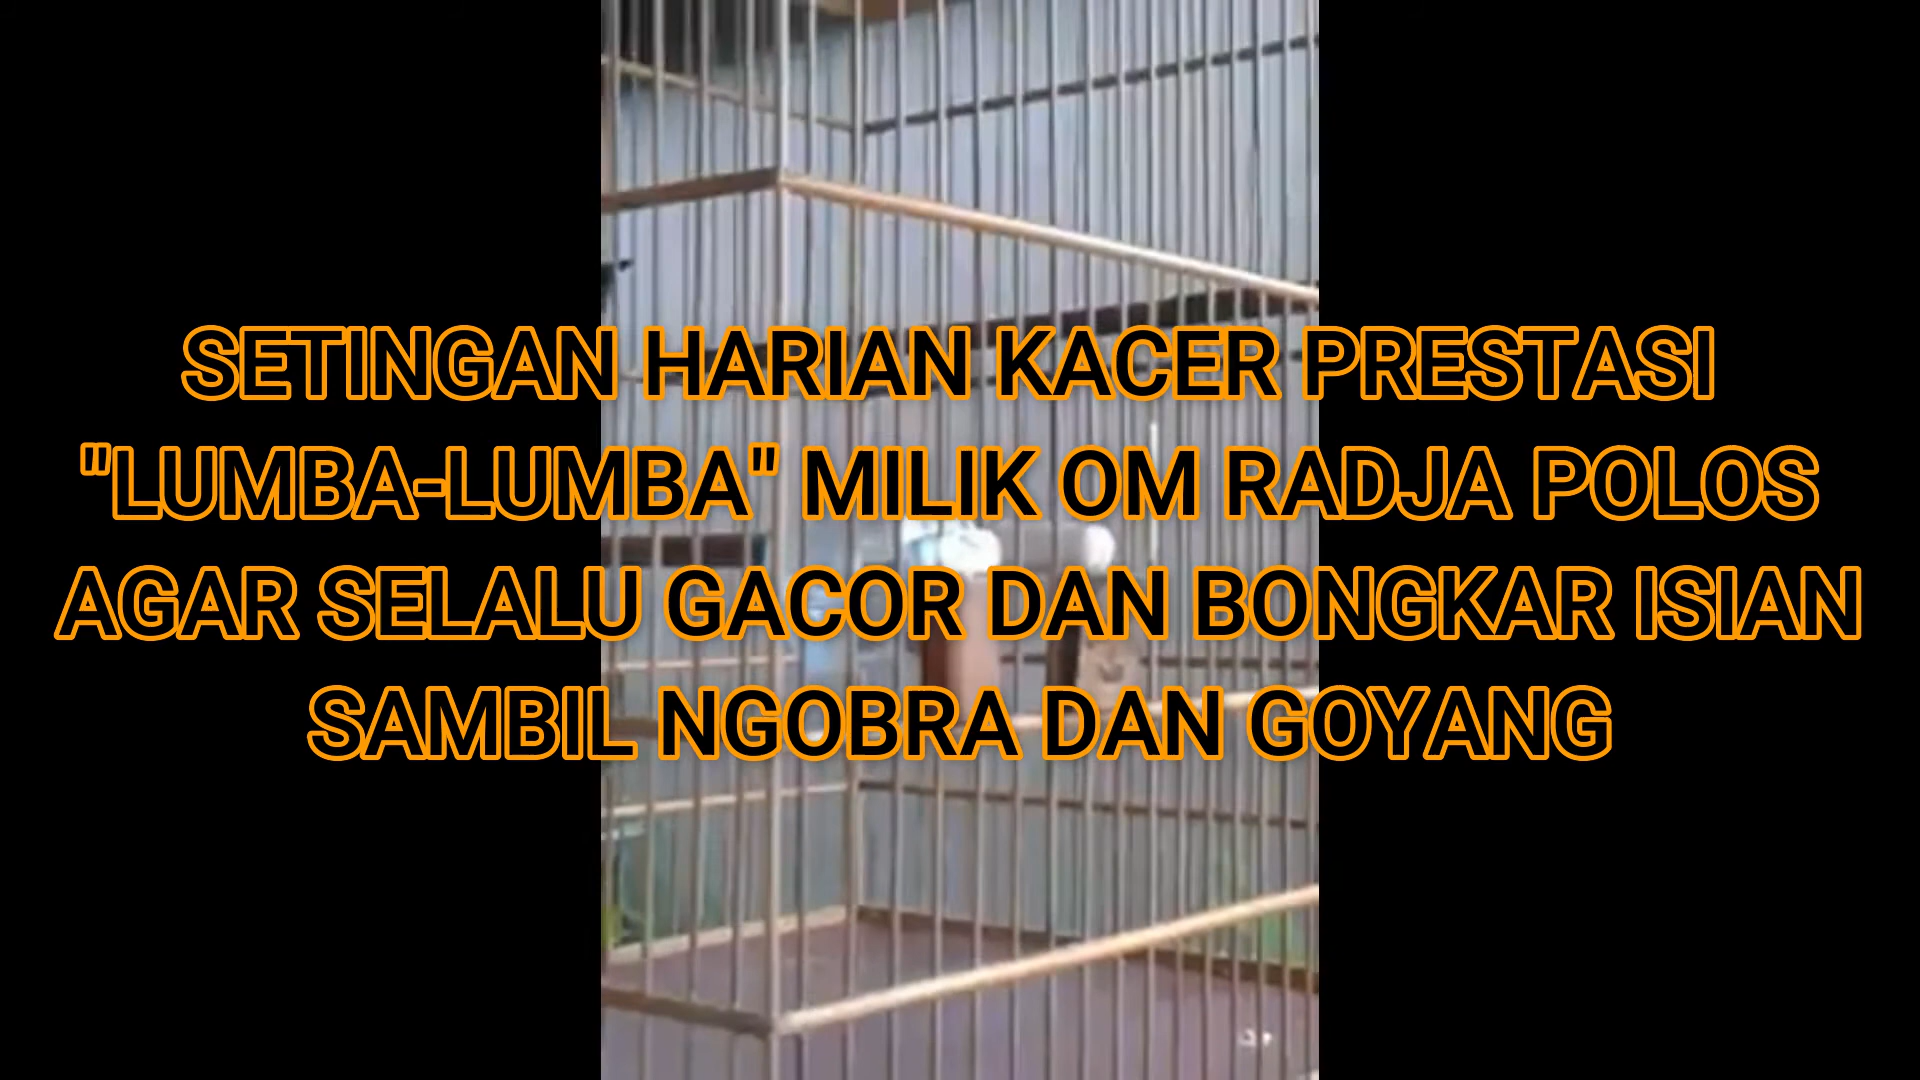 SETINGAN HARIAN KACER PRESTASI
"LUMBA-LUMBA" MILIK OM RADJA POLOS
AGAR SELALU GACOR DAN BONGKAR ISIAN
SAMBIL NGOBRA DAN GOYANG